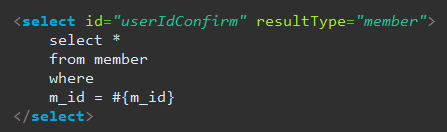 <select id="userIdConfirm" resultType="member">
select *
from member
where
m_id = #{m_id}
</select>